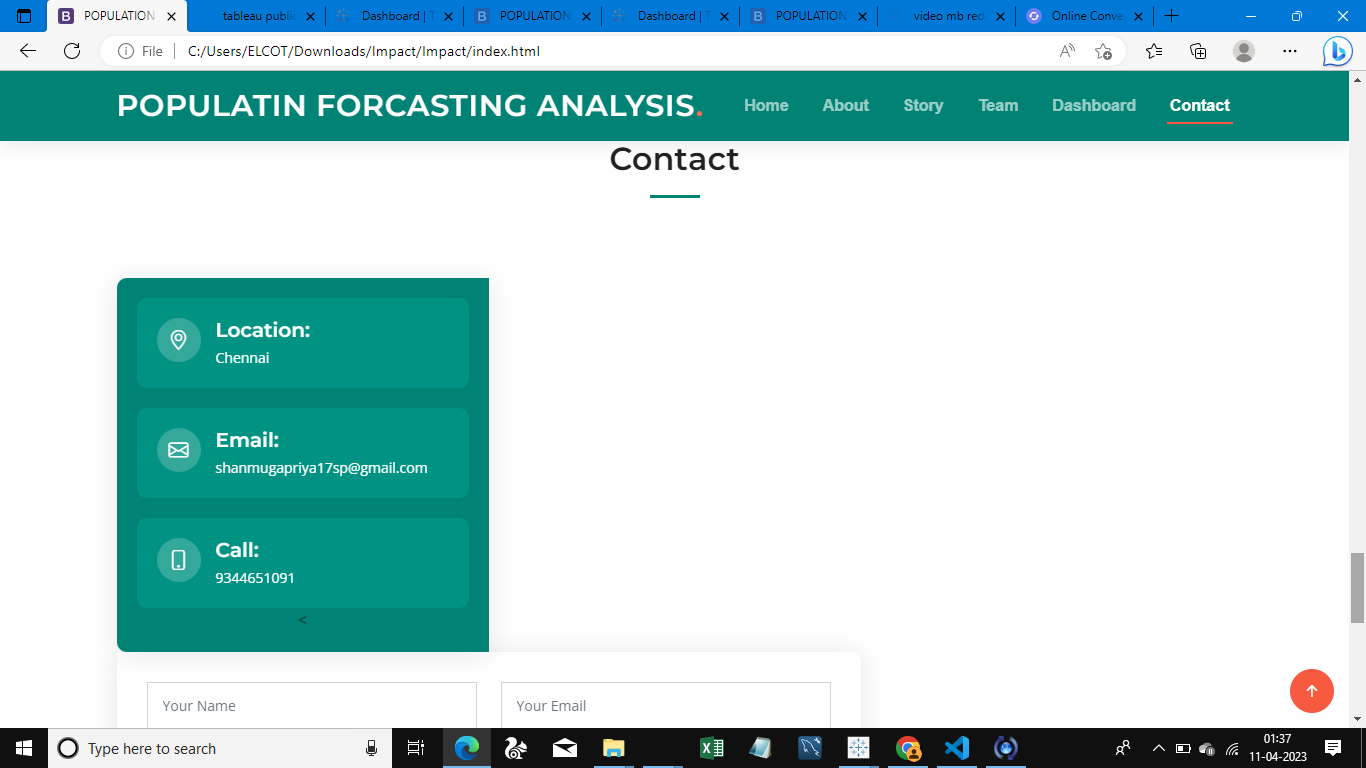 POPULATION
tableau public
Dashboard | T
POPULATION
Dashboard | T
POPULATION
video mb red
Online Conve
File
C:/Users/ELCOT/Downloads/Impact/Impact/index.html
POPULATIN FORCASTING ANALYSIS.
Home
About
Story
Team
Dashboard
Contact
Contact
Location:
Chennai
Email:
shanmugapriya17sp@gmail.com
Call:
9344651091
<
Your Name
Your Email
Type here to search
01:37
11-04-2023